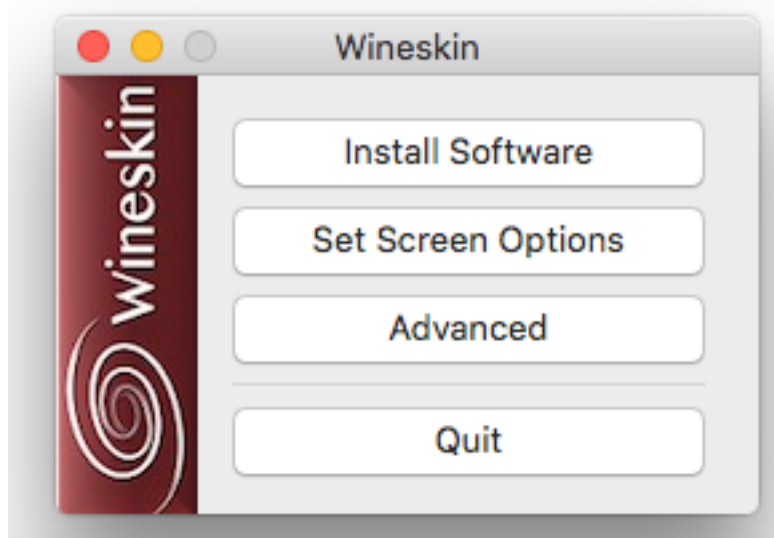 Wineskin
wineskin
Install Software
Set Screen Options
Advanced
Quit